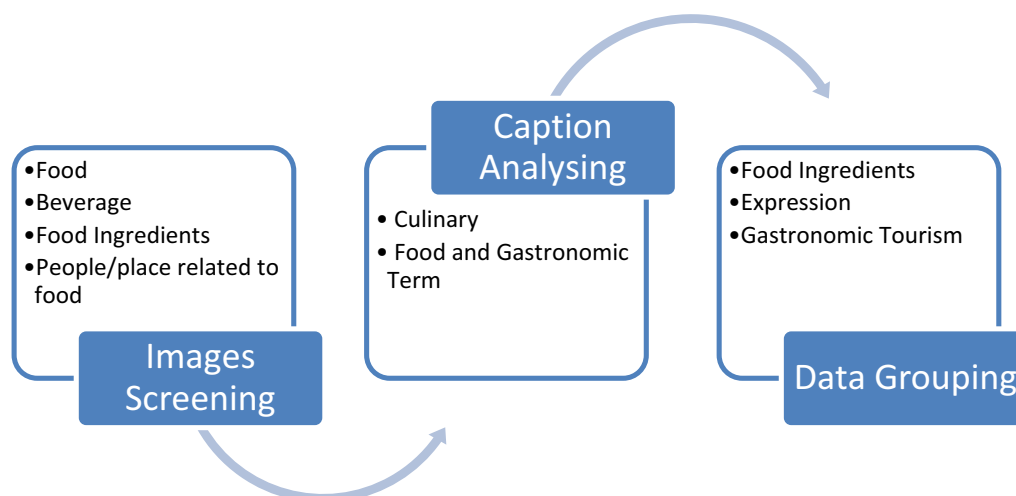 •Food
•Beverage
•Food Ingredients
•People/place related to
food
Images
Screening
Caption
Analysing
• Culinary
• Food and Gastronomic
Term
•Food Ingredients
•Expression
•Gastronomic Tourism
Data Grouping